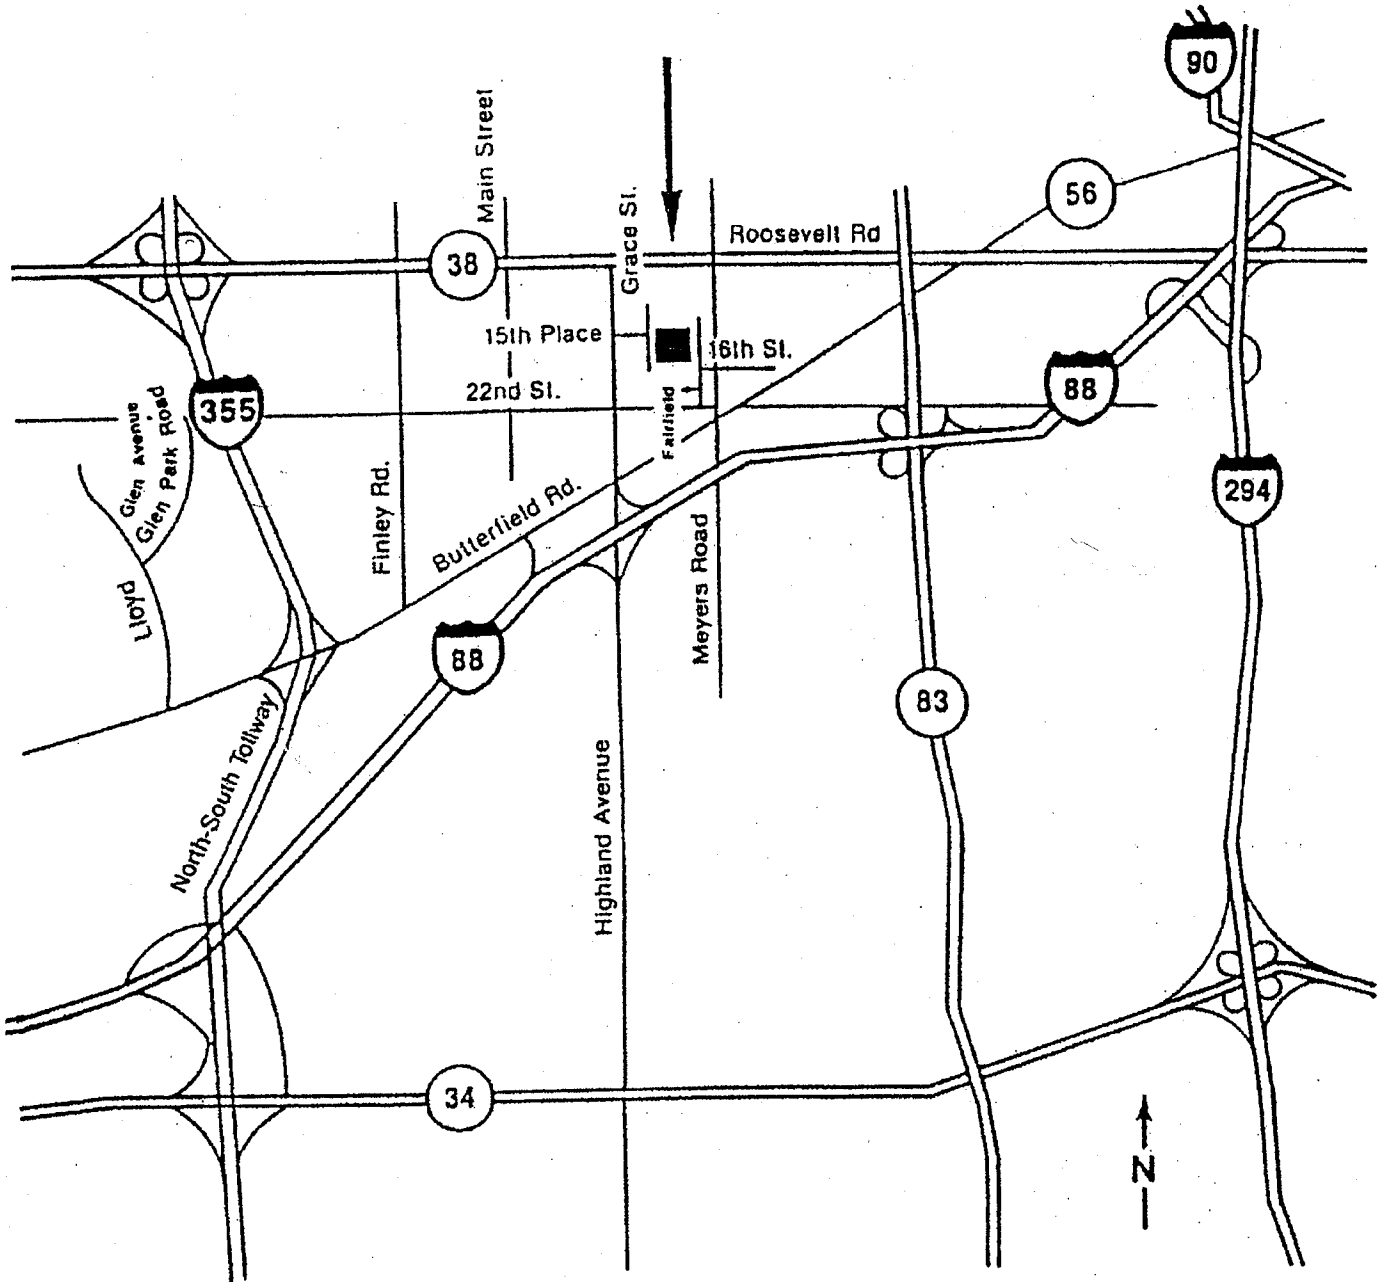 90
Main Street
Grace St.
56
Roosevelt Rd
38
15th Place
16th St.
22nd St.
Fairfield
88
355
Glen Avenue
Glen Park Road
Finley Rd.
Butterfield Rd.
294
Lloyd
Meyers Road
88
83
North-South Tollway
Highland Avenue
34
N